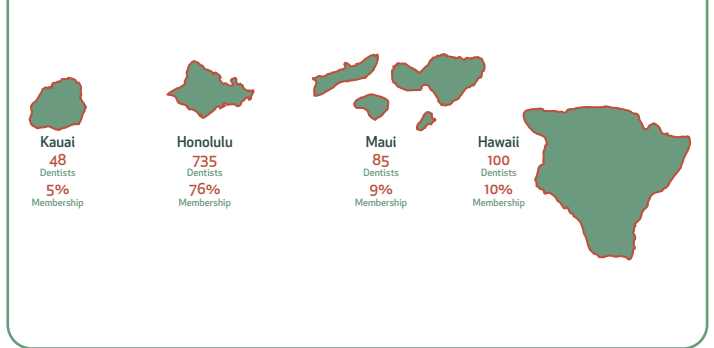 Kauai
48
Dentists
5%
Membership
Honolulu
735
Dentists
76%
Membership
Maui
85
Dentists
9%
Membership
Hawaii
100
Dentists
10%
Membership